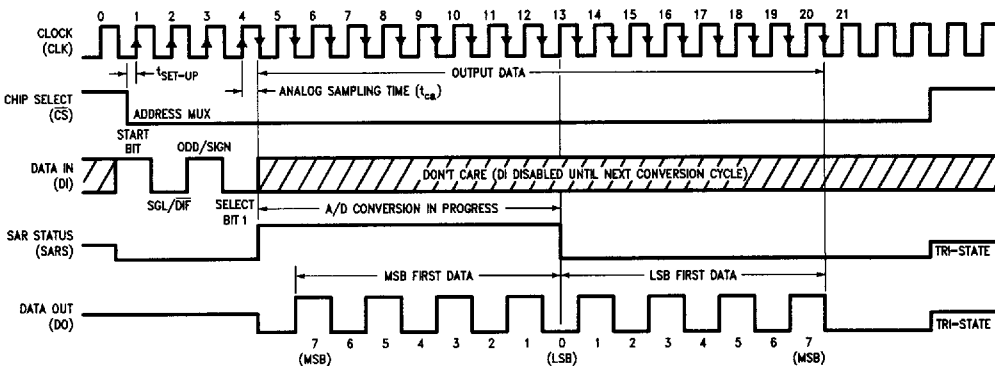 0 1 2 3 4 5 6 7 8 9 10 11 12 13 14 15 16 17 18 19 20 21
CLOCK
(CLK)
tSET-UP
OUTPUT DATA
ANALOG SAMPLING TIME (tca)
CHIP SELECT
(CS)
ADDRESS MUX
START
BIT
ODD/SIGN
DATA IN
(DI)
DON'T CARE (DI DISABLED UNTIL NEXT CONVERSION CYCLE)
SGL/DIF
SELECT
BIT 1
A/D CONVERSION IN PROGRESS
SAR STATUS
(SARS)
TRI-STATE
MSB FIRST DATA
LSB FIRST DATA
DATA OUT
(DO)
TRI-STATE
7 6 5 4 3 2 1 0 1 2 3 4 5 6 7
(MSB) (LSB) (MSB)